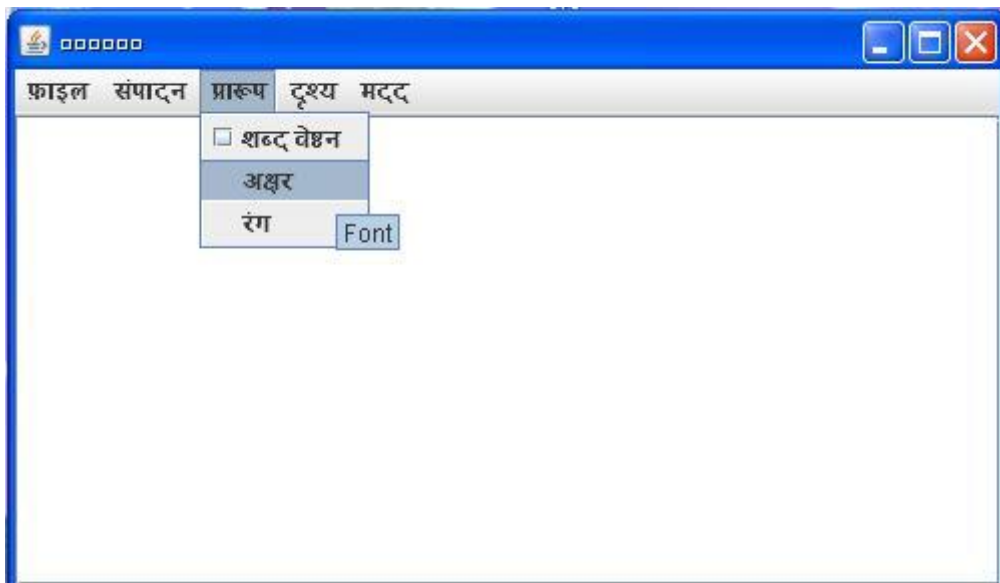 फ़ाइल संपादन प्रारूप दृश्य मदद
शब्द वेष्टन
अक्षर
रंग
Font